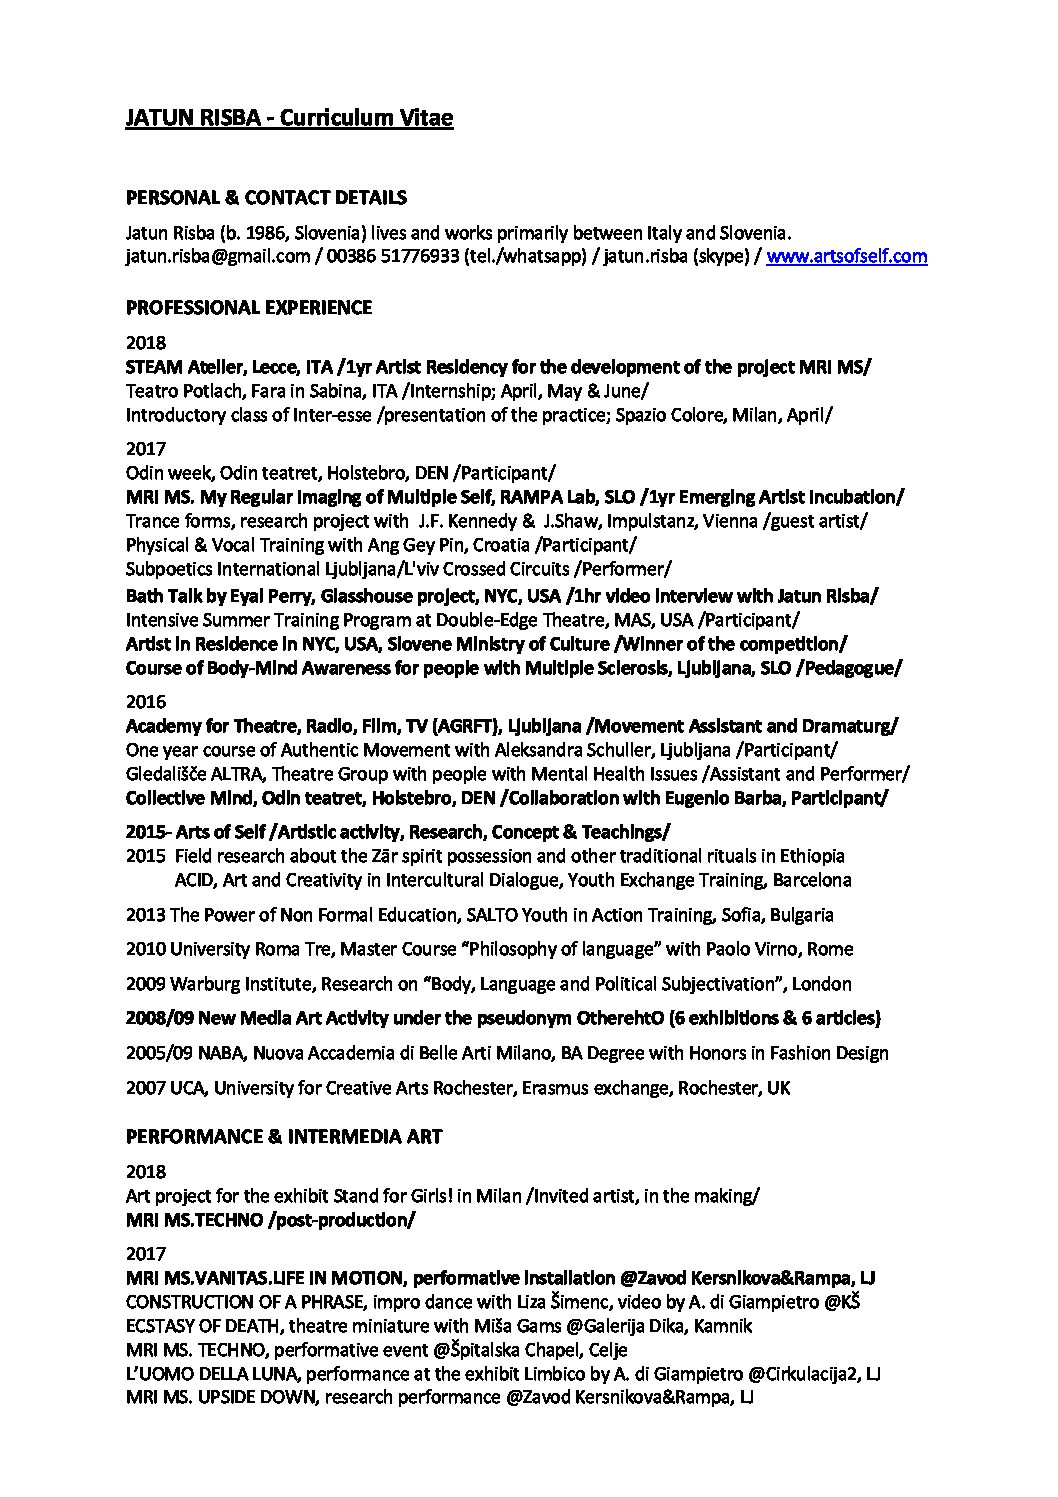 JATUN RISBA - Curriculum Vitae
PERSONAL & CONTACT DETAILS
Jatun Risba (b. 1986, Slovenia) lives and works primarily between Italy and Slovenia.
jatun.risba@gmail.com / 00386 51776933 (tel./whatsapp) / jatun.risba (skype) / www.artsofself.com
PROFESSIONAL EXPERIENCE
2018
STEAM Atelier, Lecce, ITA /1yr Artist Residency for the development of the project MRI MS/
Teatro Potlach, Fara in Sabina, ITA /Internship; April, May & June/
Introductory class of Inter-esse /presentation of the practice; Spazio Colore, Milan, April/
2017
Odin week, Odin teatret, Holstebro, DEN /Participant/
MRI MS. My Regular Imaging of Multiple Self, RAMPA Lab, SLO /1yr Emerging Artist Incubation/
Trance forms, research project with  J.F. Kennedy &  J.Shaw, Impulstanz, Vienna /guest artist/
Physical & Vocal Training with Ang Gey Pin, Croatia /Participant/
Subpoetics International Ljubljana/L'viv Crossed Circuits /Performer/
Bath Talk by Eyal Perry, Glasshouse project, NYC, USA /1hr video interview with Jatun Risba/
Intensive Summer Training Program at Double-Edge Theatre, MAS, USA /Participant/
Artist in Residence in NYC, USA, Slovene Ministry of Culture /Winner of the competition/
Course of Body-Mind Awareness for people with Multiple Sclerosis, Ljubljana, SLO /Pedagogue/
2016
Academy for Theatre, Radio, Film, TV (AGRFT), Ljubljana /Movement Assistant and Dramaturg/
One year course of Authentic Movement with Aleksandra Schuller, Ljubljana /Participant/
Gledališče ALTRA, Theatre Group with people with Mental Health Issues /Assistant and Performer/
Collective Mind, Odin teatret, Holstebro, DEN /Collaboration with Eugenio Barba, Participant/
2015- Arts of Self /Artistic activity, Research, Concept & Teachings/
2015  Field research about the Zār spirit possession and other traditional rituals in Ethiopia
ACID, Art and Creativity in Intercultural Dialogue, Youth Exchange Training, Barcelona
2013 The Power of Non Formal Education, SALTO Youth in Action Training, Sofia, Bulgaria
2010 University Roma Tre, Master Course “Philosophy of language” with Paolo Virno, Rome
2009 Warburg Institute, Research on “Body, Language and Political Subjectivation”, London
2008/09 New Media Art Activity under the pseudonym OtherehtO (6 exhibitions & 6 articles)
2005/09 NABA, Nuova Accademia di Belle Arti Milano, BA Degree with Honors in Fashion Design
2007 UCA, University for Creative Arts Rochester, Erasmus exchange, Rochester, UK
PERFORMANCE & INTERMEDIA ART
2018
Art project for the exhibit Stand for Girls! in Milan /Invited artist, in the making/
MRI MS.TECHNO /post-production/
2017
MRI MS.VANITAS.LIFE IN MOTION, performative installation @Zavod Kersnikova&Rampa, LJ
CONSTRUCTION OF A PHRASE, impro dance with Liza Šimenc, video by A. di Giampietro @KŠ
ECSTASY OF DEATH, theatre miniature with Miša Gams @Galerija Dika, Kamnik
MRI MS. TECHNO, performative event @Špitalska Chapel, Celje
L’UOMO DELLA LUNA, performance at the exhibit Limbico by A. di Giampietro @Cirkulacija2, LJ
MRI MS. UPSIDE DOWN, research performance @Zavod Kersnikova&Rampa, LJ